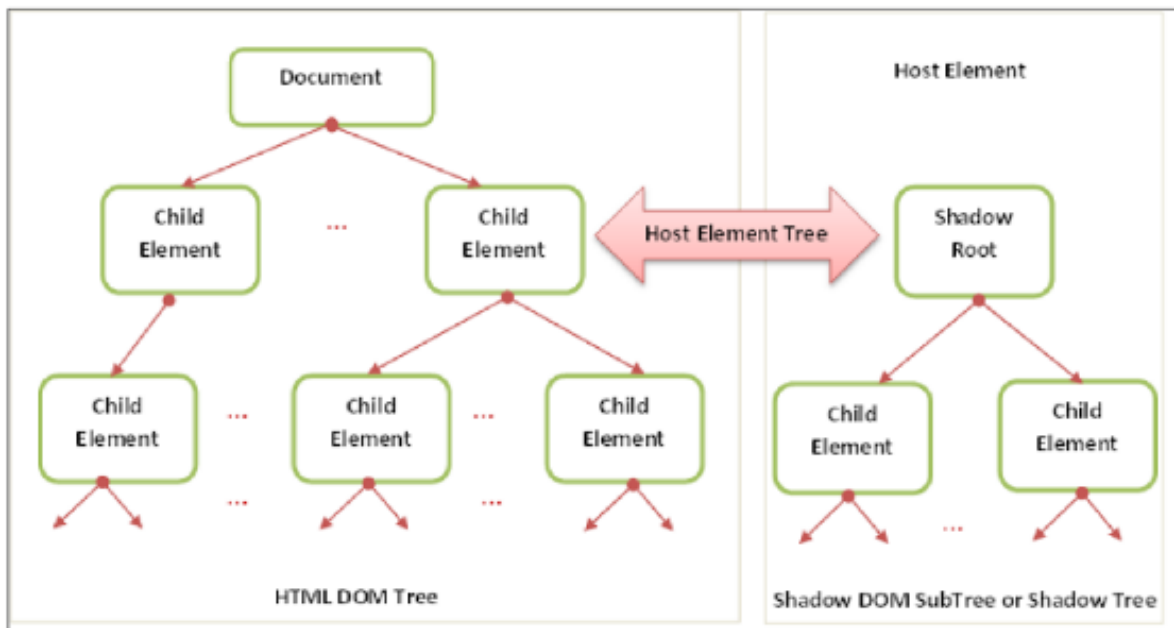 Document
Host Element
Child
Element
...
Child
Element
Host Element Tree
Shadow
Root
Child
Element
...
Child
Element
...
Child
Element
Child
Element
Child
Element
...
...
...
HTML DOM Tree
Shadow DOM SubTree or Shadow Tree